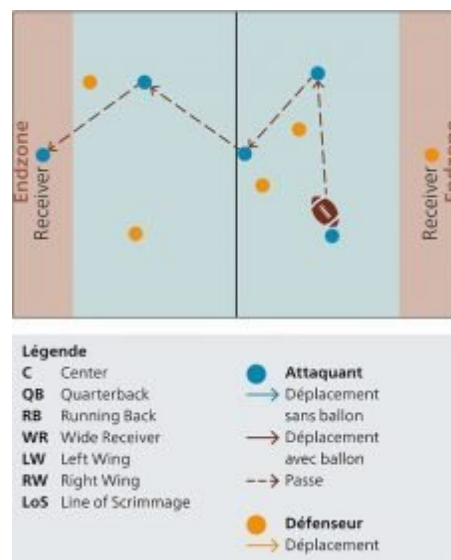 Endzone
Receiver
Receiver
Endzone
Légende
C Center
QB Quarterback
RB Running Back
WR Wide Receiver
LW Left Wing
RW Right Wing
LoS Line of Scrimmage
Attaquant
Déplacement
sans ballon
Déplacement
avec ballon
Passe
Défenseur
Déplacement